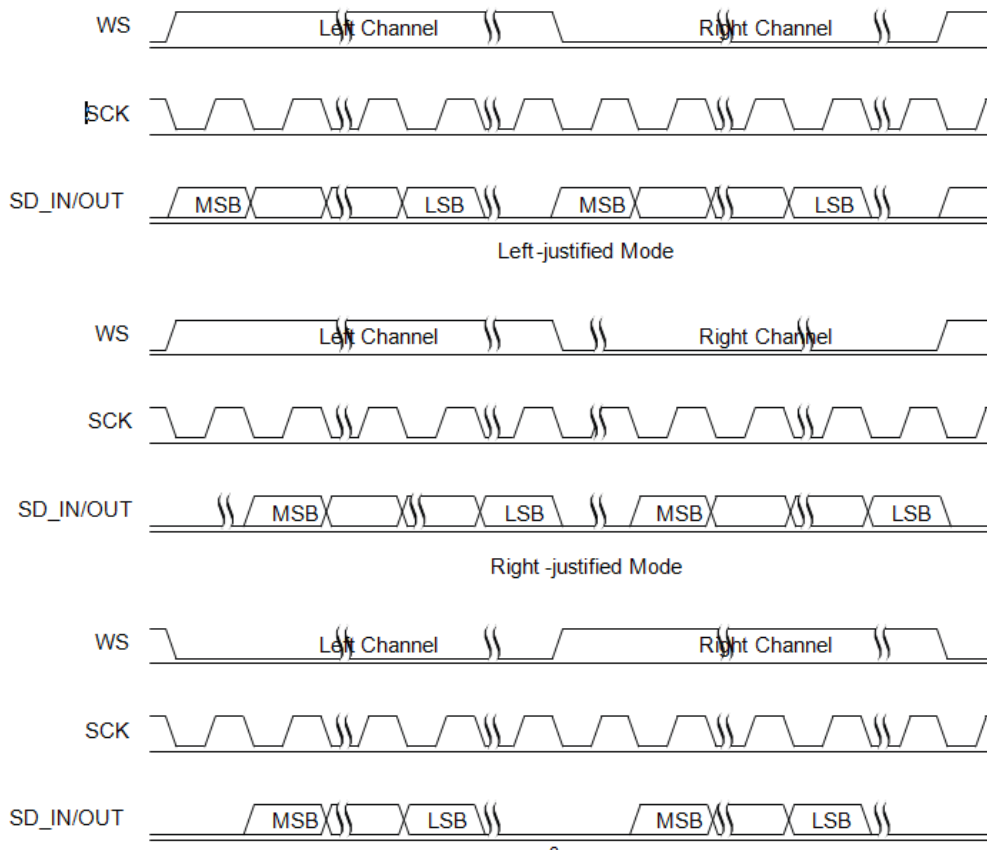 WS Left Channel Right Channel
SCK
SD_IN/OUT MSB LSB MSB LSB
Left-justified Mode
WS Left Channel Right Channel
SCK
SD_IN/OUT MSB LSB MSB LSB
Right -justified Mode
WS Left Channel Right Channel
SCK
SD_IN/OUT MSB LSB MSB LSB